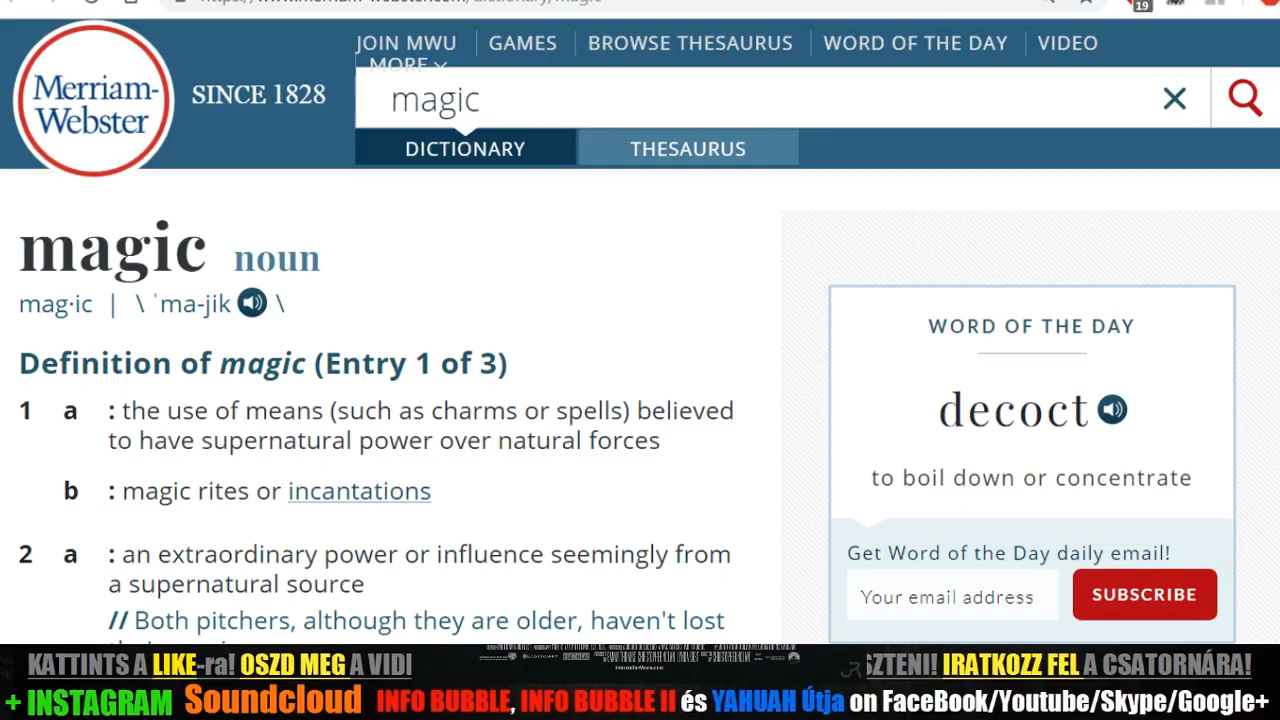 19
JOIN MWU
GAMES
BROWSE THESAURUS
WORD OF THE DAY
VIDEO
MORE
Merriam-
Webster
SINCE 1828
magic
DICTIONARY
THESAURUS
magic noun
mag·ic | \ ˈma-jik \
Definition of magic (Entry 1 of 3)
1 a : the use of means (such as charms or spells) believed
to have supernatural power over natural forces
b : magic rites or incantations
2 a : an extraordinary power or influence seemingly from
a supernatural source
// Both pitchers, although they are older, haven't lost
WORD OF THE DAY
decoct
to boil down or concentrate
Get Word of the Day daily email!
Your email address
SUBSCRIBE
KATTINTS A LIKE-ra! OSZD MEG A VIDI
SZTENI! IRATKOZZ FEL A CSATORNÁRA!
+ INSTAGRAM Soundcloud INFO BUBBLE, INFO BUBBLE II és YAHUAH Útja on FaceBook/Youtube/Skype/Google+